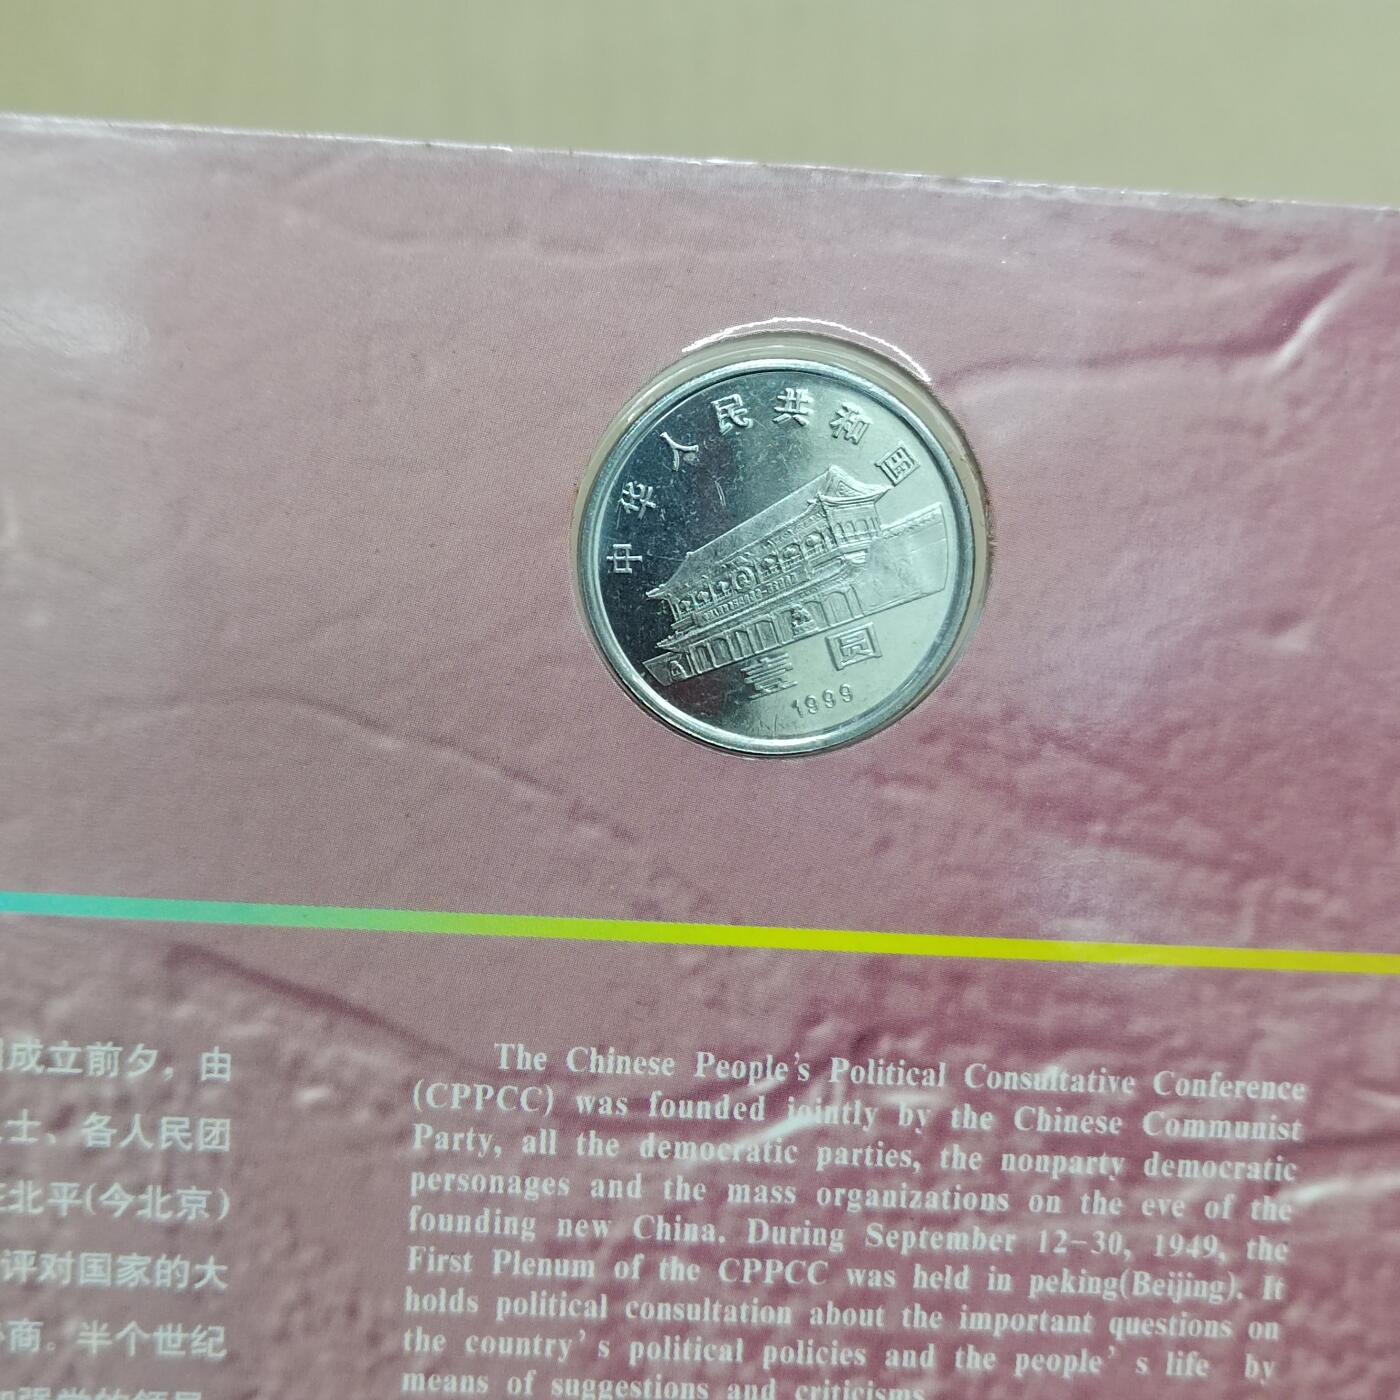 中华人民共和国
壹圆
1999
成立前夕，由
士、各人民团
北平(今北京)
评对国家的大
商。半个世纪
The Chinese People's Political Consultative Conference
(CPPCC) was founded jointly by the Chinese Communist
Party, all the democratic parties, the nonparty democratic
personages and the mass organizations on the eve of the
founding new China. During September 12-30, 1949, the
First Plenum of the CPPCC was held in peking(Beijing). It
holds political consultation about the important questions on
the country's political policies and the people's life by
means of suggestions and criticisms